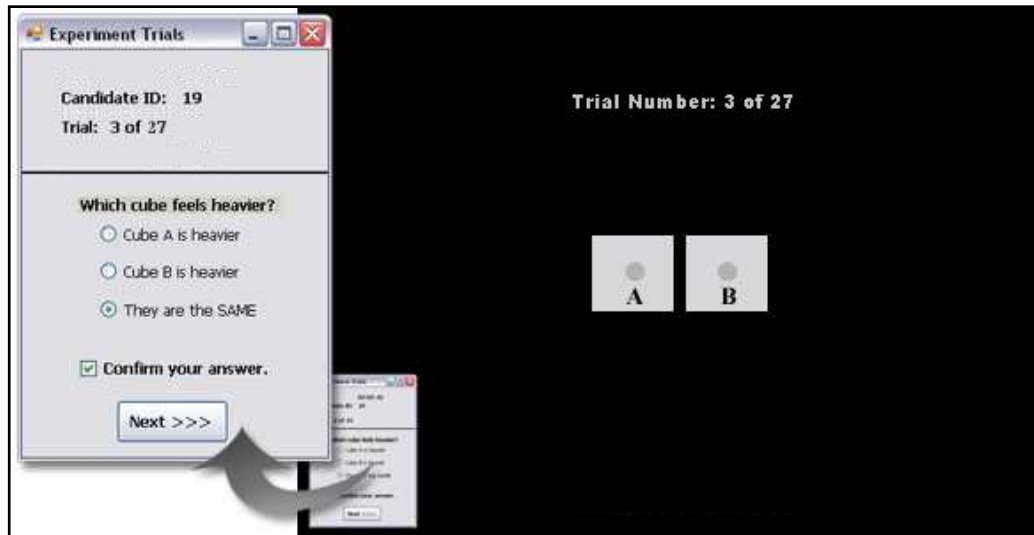 Experiment Trials
Candidate ID: 19
Trial: 3 of 27
Which cube feels heavier?
Cube A is heavier
Cube B is heavier
They are the SAME
Confirm your answer.
Next >>>
Trial Number: 3 of 27
A B